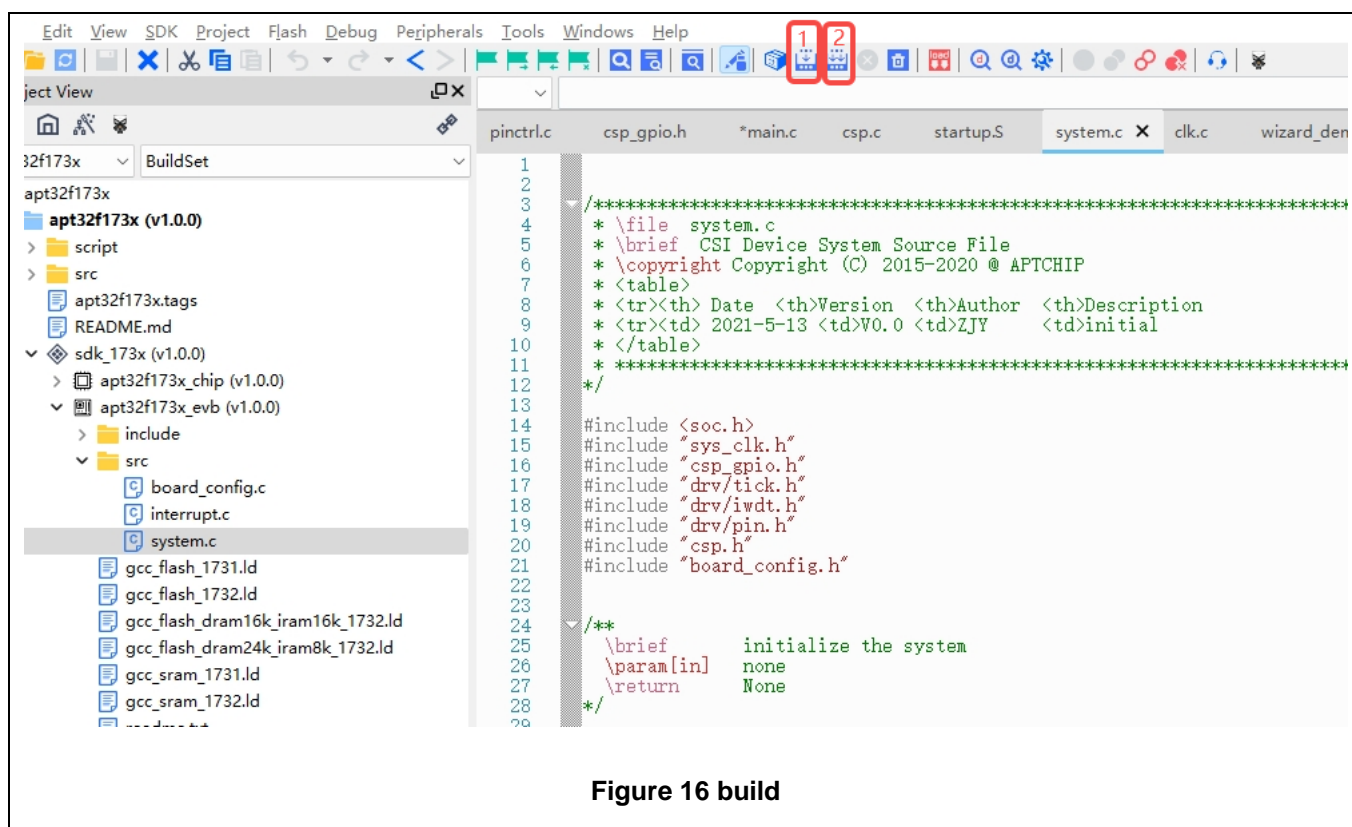 Edit View SDK Project Flash Debug Peripherals Tools Windows Help
1 2
ject View
pinctrl.c csp_gpio.h *main.c csp.c startup.S system.c clk.c wizard_den
32f173x BuildSet
apt32f173x
apt32f173x (v1.0.0)
script
src
apt32f173x.tags
README.md
sdk_173x (v1.0.0)
apt32f173x_chip (v1.0.0)
apt32f173x_evb (v1.0.0)
include
src
board_config.c
interrupt.c
system.c
gcc_flash_1731.ld
gcc_flash_1732.ld
gcc_flash_dram16k_iram16k_1732.ld
gcc_flash_dram24k_iram8k_1732.ld
gcc_sram_1731.ld
gcc_sram_1732.ld
1
2
3 /******************************************************************************
4 * \file system.c
5 * \brief CSI Device System Source File
6 * \copyright Copyright (C) 2015-2020 @ APTCHIP
7 * <table>
8 * <tr><th> Date <th>Version <th>Author <th>Description
9 * <tr><td> 2021-5-13 <td>V0.0 <td>ZJY <td>initial
10 * </table>
11 * ****************************************************************************
12 */
13
14 #include <soc.h>
15 #include "sys_clk.h"
16 #include "csp_gpio.h"
17 #include "drv/tick.h"
18 #include "drv/iwdt.h"
19 #include "drv/pin.h"
20 #include "csp.h"
21 #include "board_config.h"
22
23
24 /**
25 \brief initialize the system
26 \param[in] none
27 \return None
28 */
29
Figure 16 build